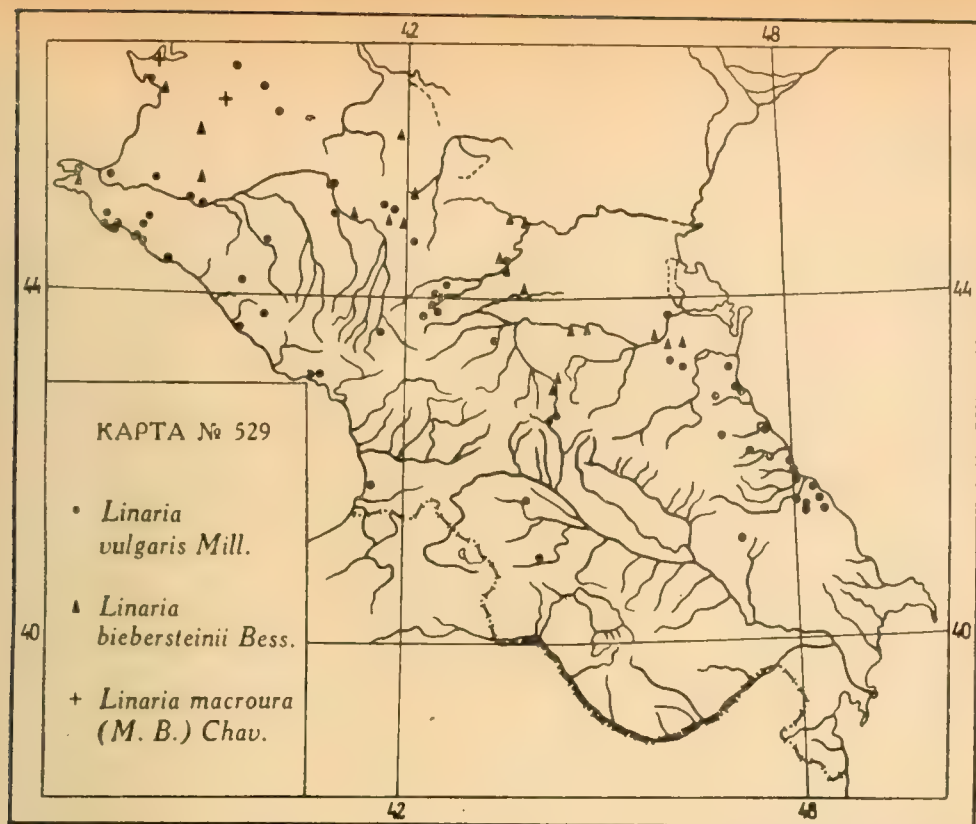 42 48
44 44
КАРТА № 529
• Linaria
vulgaris Mill.
▲ Linaria
biebersteinii Bess.
+ Linaria macroura
(M. B.) Chav.
40 40
42 48